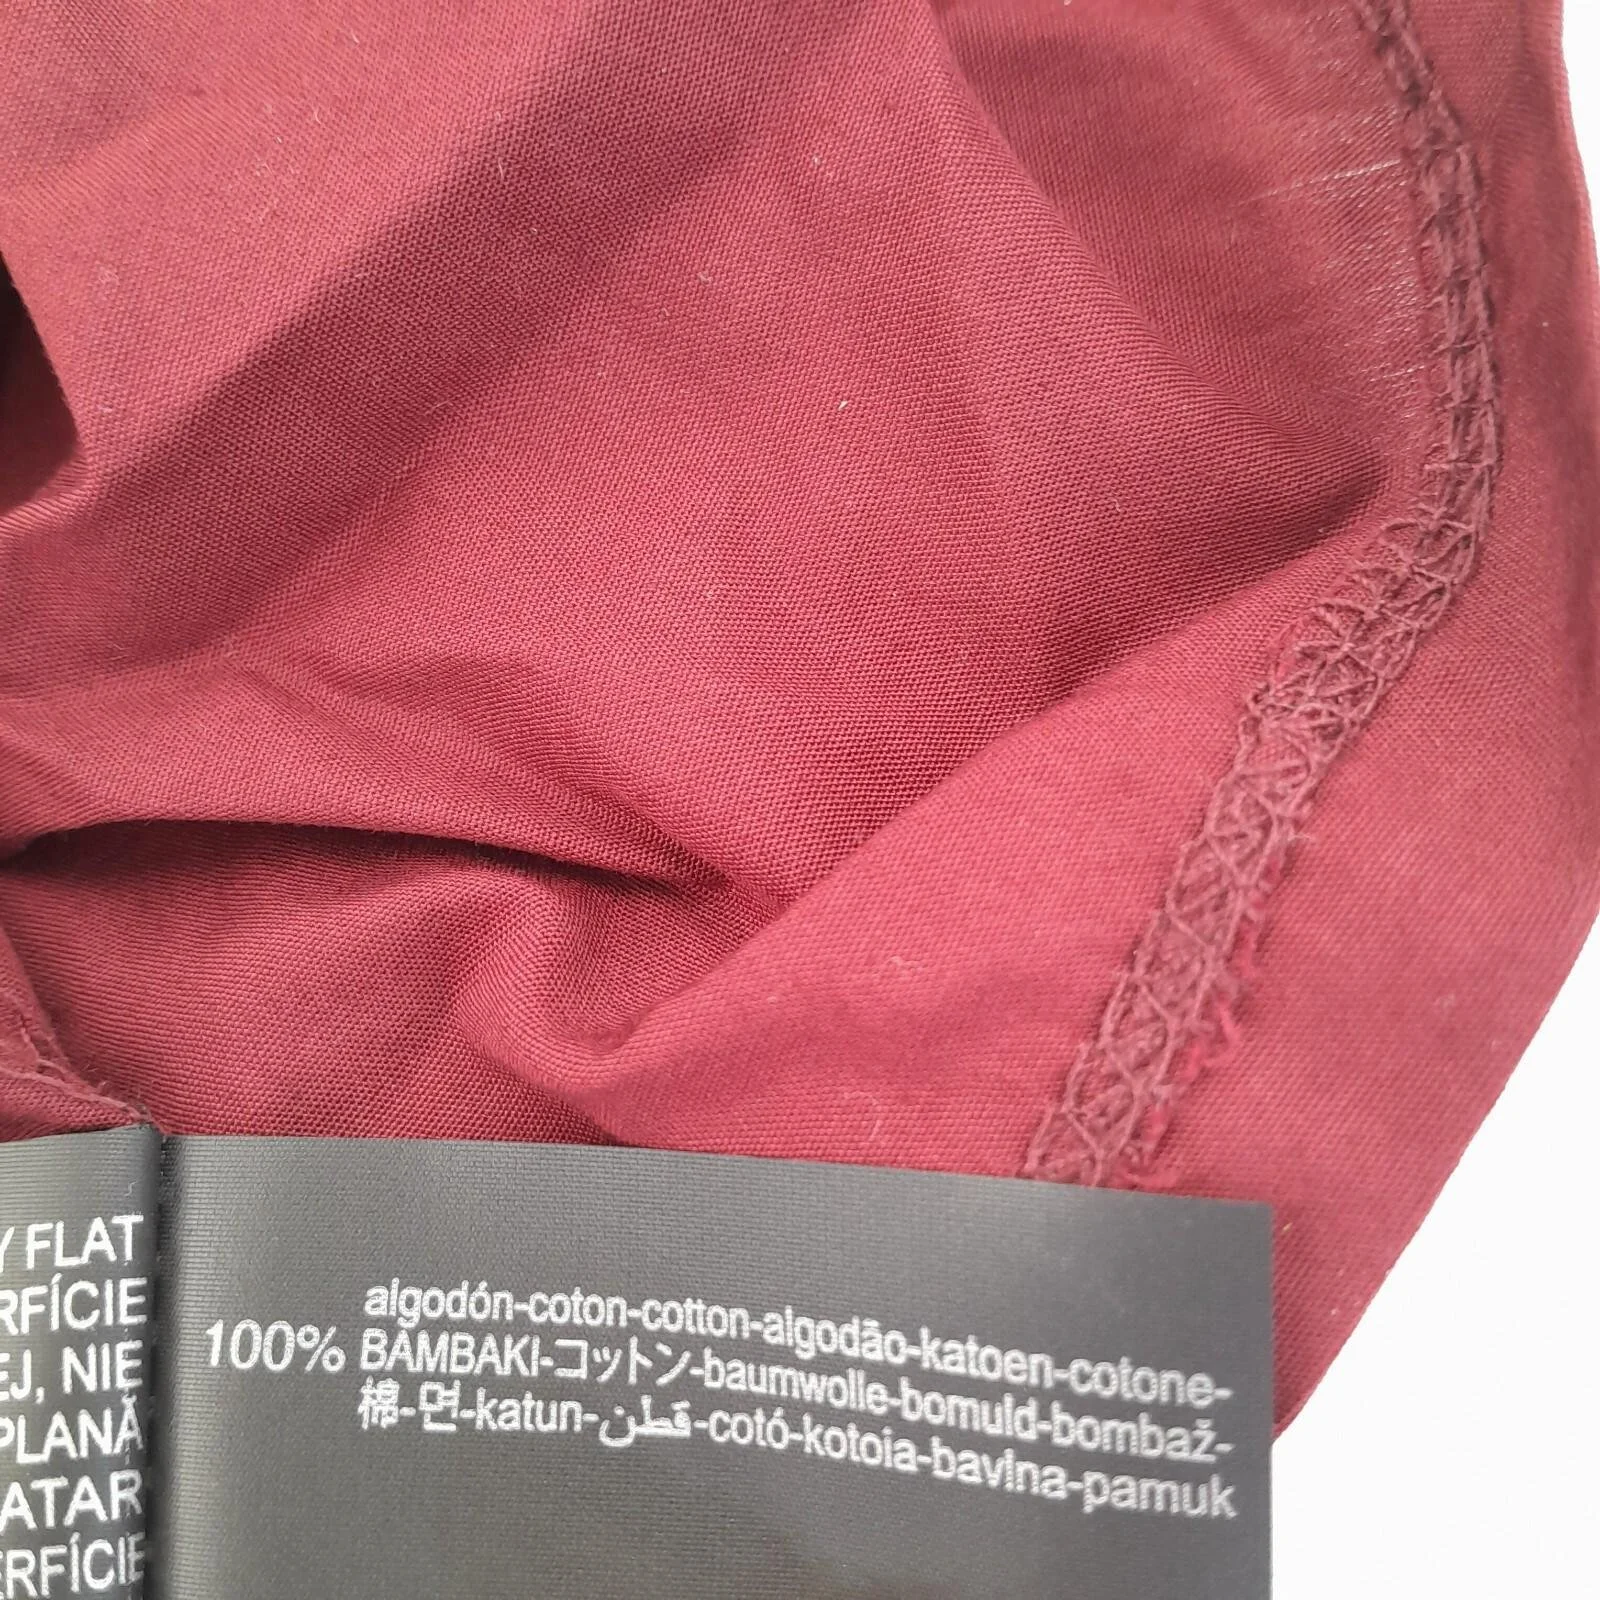 Y FLAT
RFÍCIE
EJ, NIE
PLANĂ
ATAR
ERFÍCIE
algodón-coton-cotton-algodão-katoen-cotone-
100% BAMBAKI-コットン-baumwolle-bomuld-bombaž-
棉-면-katun-قطن-cotó-kotoia-bavlna-pamuk